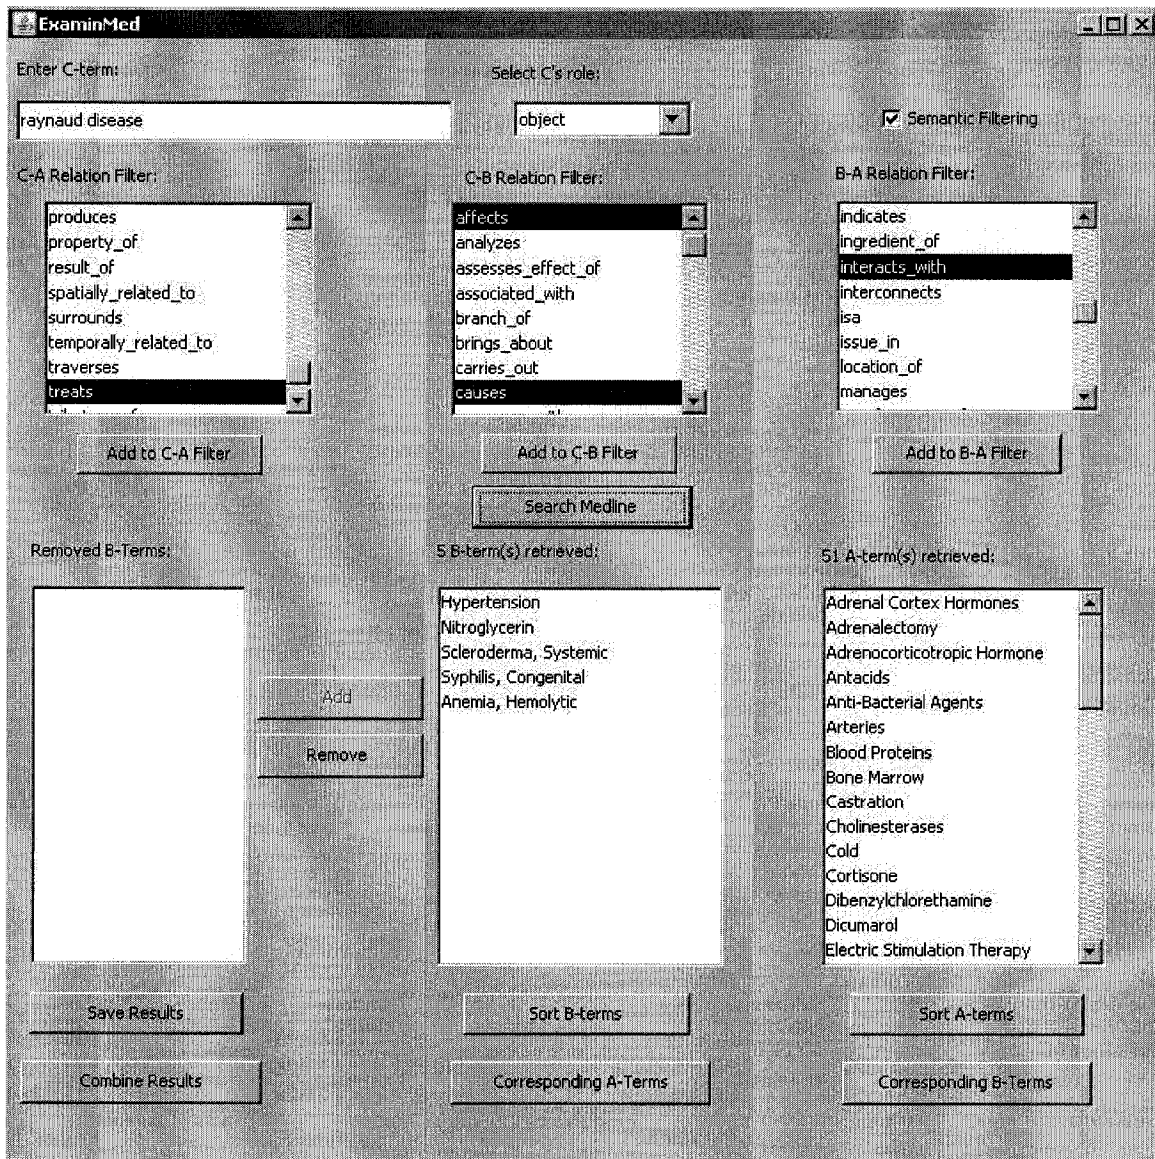 ExaminMed
Enter C-term:
Select C's role:
raynaud disease
object
Semantic Filtering
C-A Relation Filter:
C-B Relation Filter:
B-A Relation Filter:
produces
property_of
result_of
spatially_related_to
surrounds
temporally_related_to
traverses
treats
affects
analyzes
assesses_effect_of
associated_with
branch_of
brings_about
carries_out
causes
indicates
ingredient_of
interacts_with
interconnects
isa
issue_in
location_of
manages
Add to C-A Filter
Add to C-B Filter
Add to B-A Filter
Search Medline
Removed B-Terms:
5 B-term(s) retrieved:
51 A-term(s) retrieved:
Add
Remove
Hypertension
Nitroglycerin
Scleroderma, Systemic
Syphilis, Congenital
Anemia, Hemolytic
Adrenal Cortex Hormones
Adrenalectomy
Adrenocorticotropic Hormone
Antacids
Anti-Bacterial Agents
Arteries
Blood Proteins
Bone Marrow
Castration
Cholinesterases
Cold
Cortisone
Dibenzylchlorethamine
Dicumarol
Electric Stimulation Therapy
Save Results
Sort B-terms
Sort A-terms
Combine Results
Corresponding A-Terms
Corresponding B-Terms